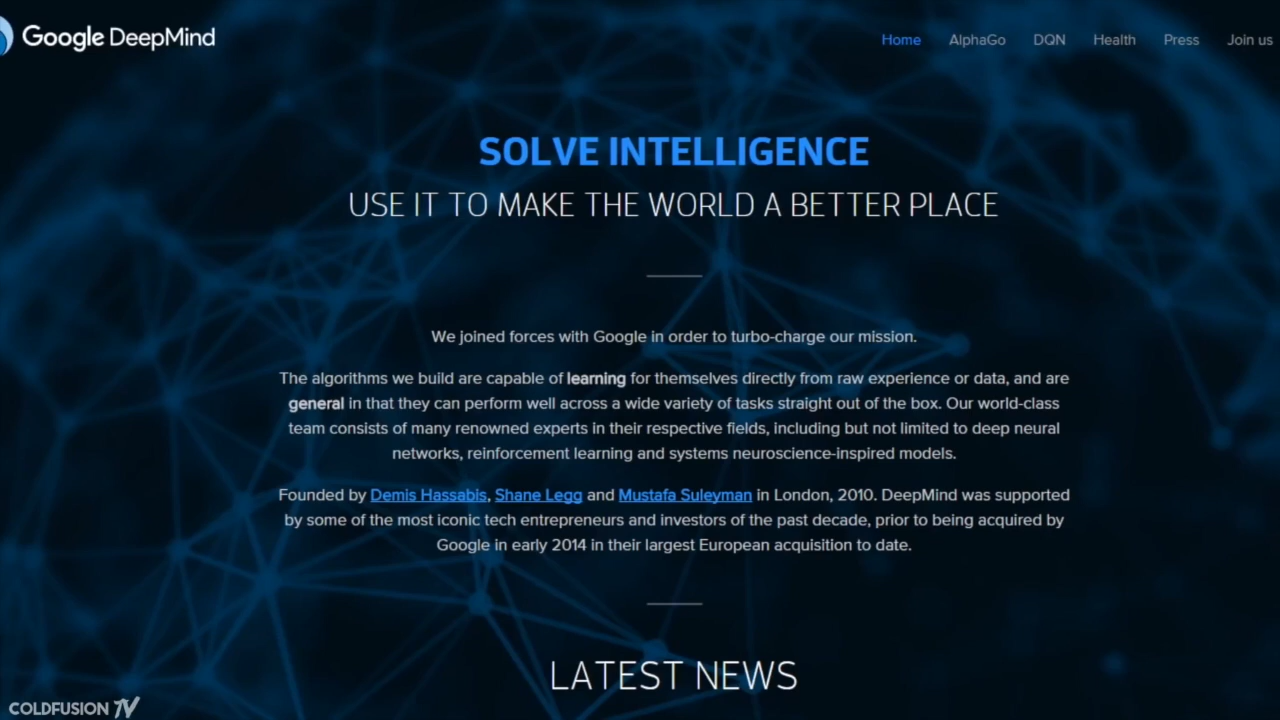 Google DeepMind
Home AlphaGo DQN Health Press Join us
SOLVE INTELLIGENCE
USE IT TO MAKE THE WORLD A BETTER PLACE
We joined forces with Google in order to turbo-charge our mission.
The algorithms we build are capable of learning for themselves directly from raw experience or data, and are
general in that they can perform well across a wide variety of tasks straight out of the box. Our world-class
team consists of many renowned experts in their respective fields, including but not limited to deep neural
networks, reinforcement learning and systems neuroscience-inspired models.
Founded by Demis Hassabis, Shane Legg and Mustafa Suleyman in London, 2010. DeepMind was supported
by some of the most iconic tech entrepreneurs and investors of the past decade, prior to being acquired by
Google in early 2014 in their largest European acquisition to date.
LATEST NEWS
COLDFUSION TV